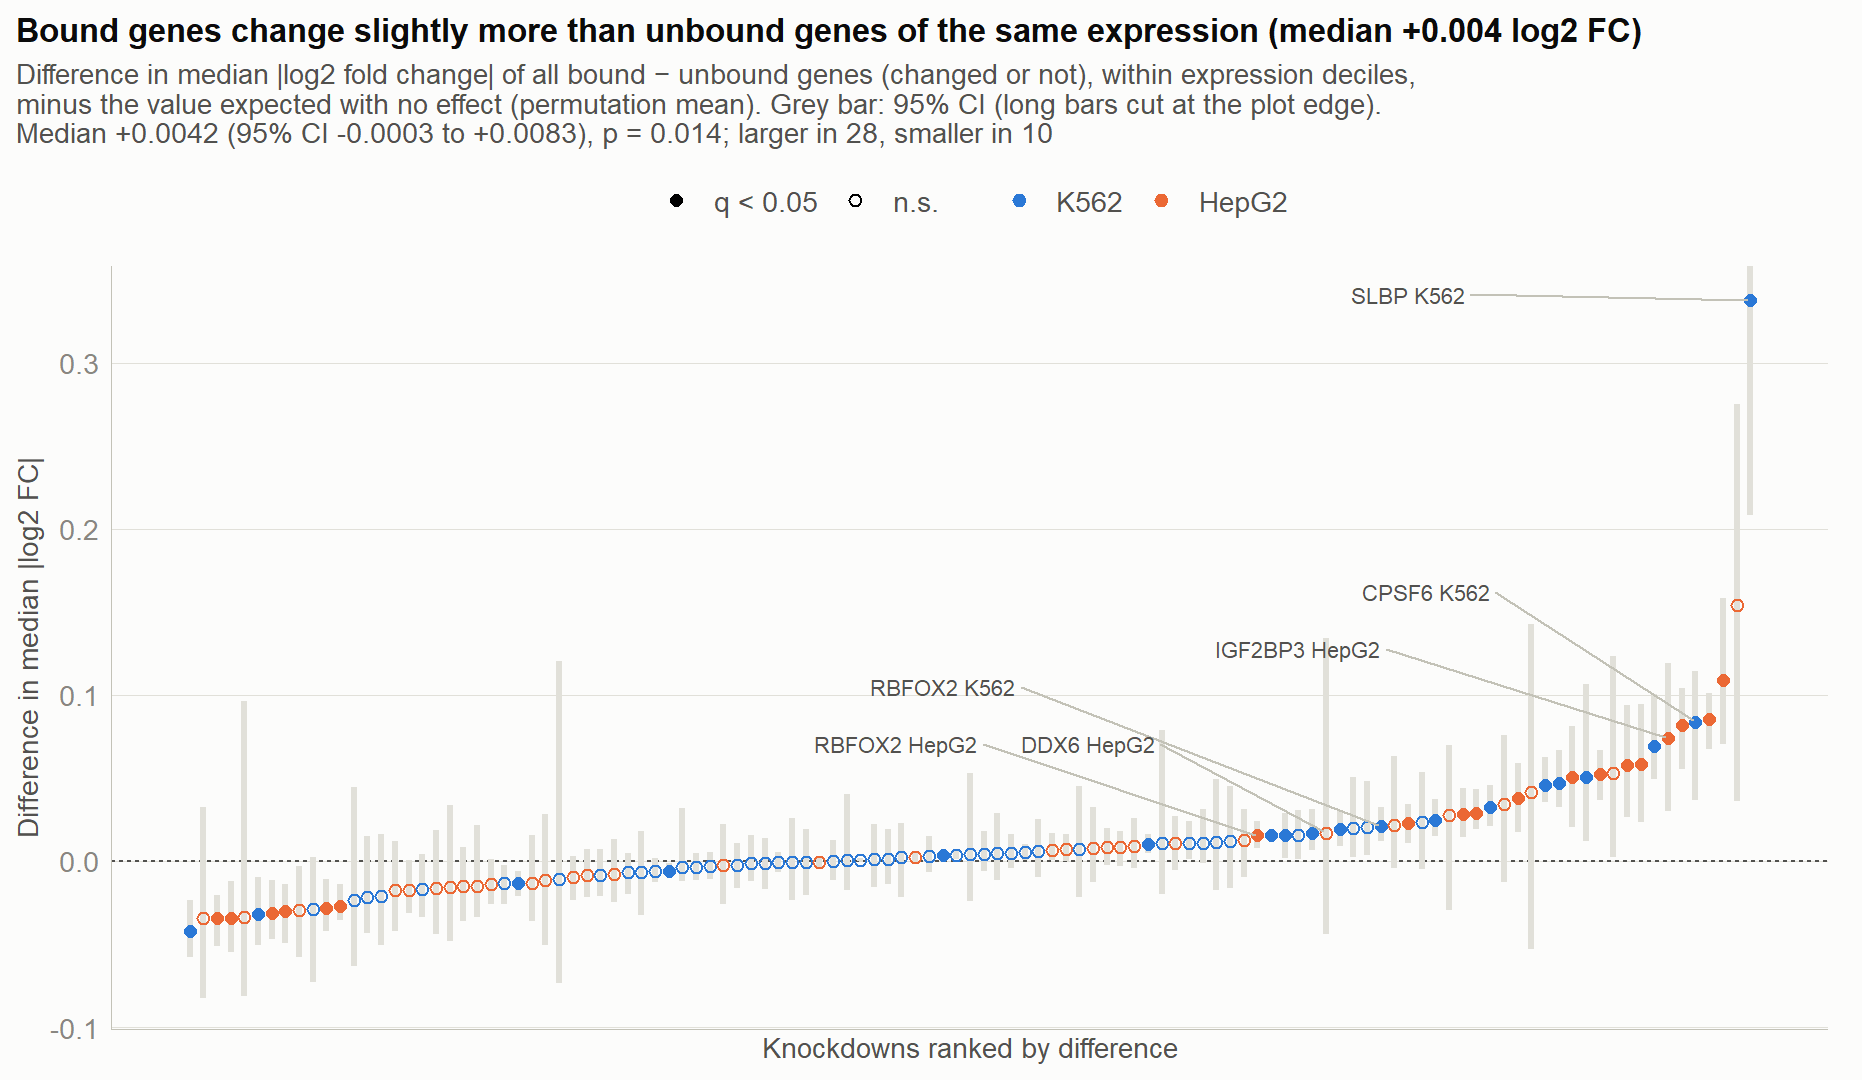 Bound genes change slightly more than unbound genes of the same expression (median +0.004 log2 FC)
Difference in median |log2 fold change| of all bound − unbound genes (changed or not), within expression deciles,
minus the value expected with no effect (permutation mean). Grey bar: 95% CI (long bars cut at the plot edge).
Median +0.0042 (95% CI -0.0003 to +0.0083), p = 0.014; larger in 28, smaller in 10
q < 0.05
n.s.
K562
HepG2
Difference in median |log2 FC|
0.3
0.2
0.1
0.0
-0.1
SLBP K562
CPSF6 K562
IGF2BP3 HepG2
RBFOX2 K562
RBFOX2 HepG2
DDX6 HepG2
Knockdowns ranked by difference